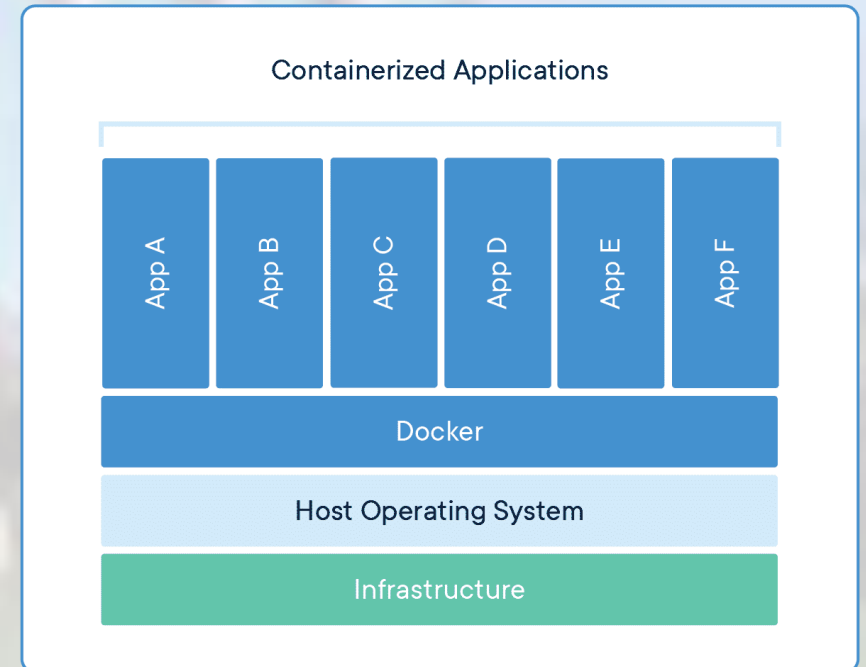 Containerized Applications
App A
App B
App C
App D
App E
App F
Docker
Host Operating System
Infrastructure